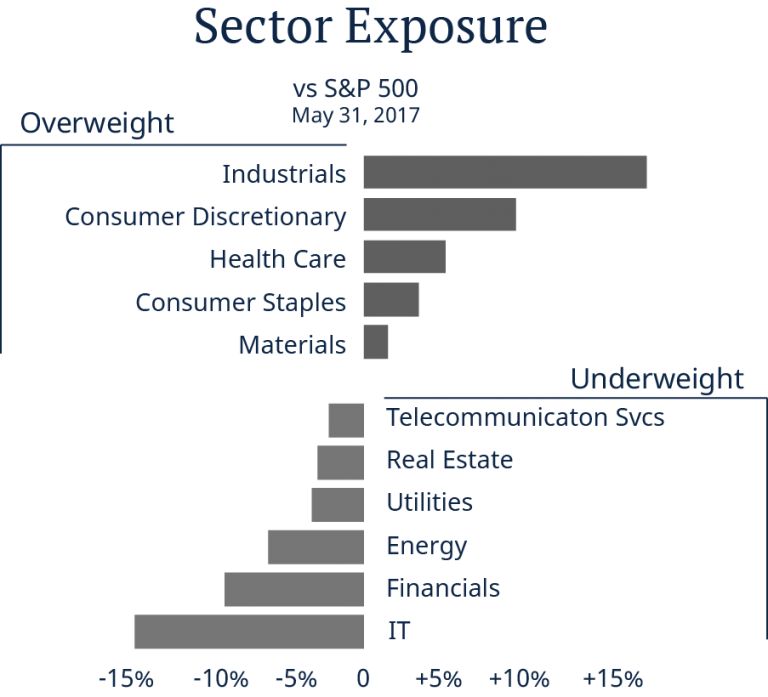 Sector Exposure
vs S&P 500
May 31, 2017
Overweight
Industrials
Consumer Discretionary
Health Care
Consumer Staples
Materials
Underweight
Telecommunicaton Svcs
Real Estate
Utilities
Energy
Financials
IT
-15% -10% -5% 0 +5% +10% +15%